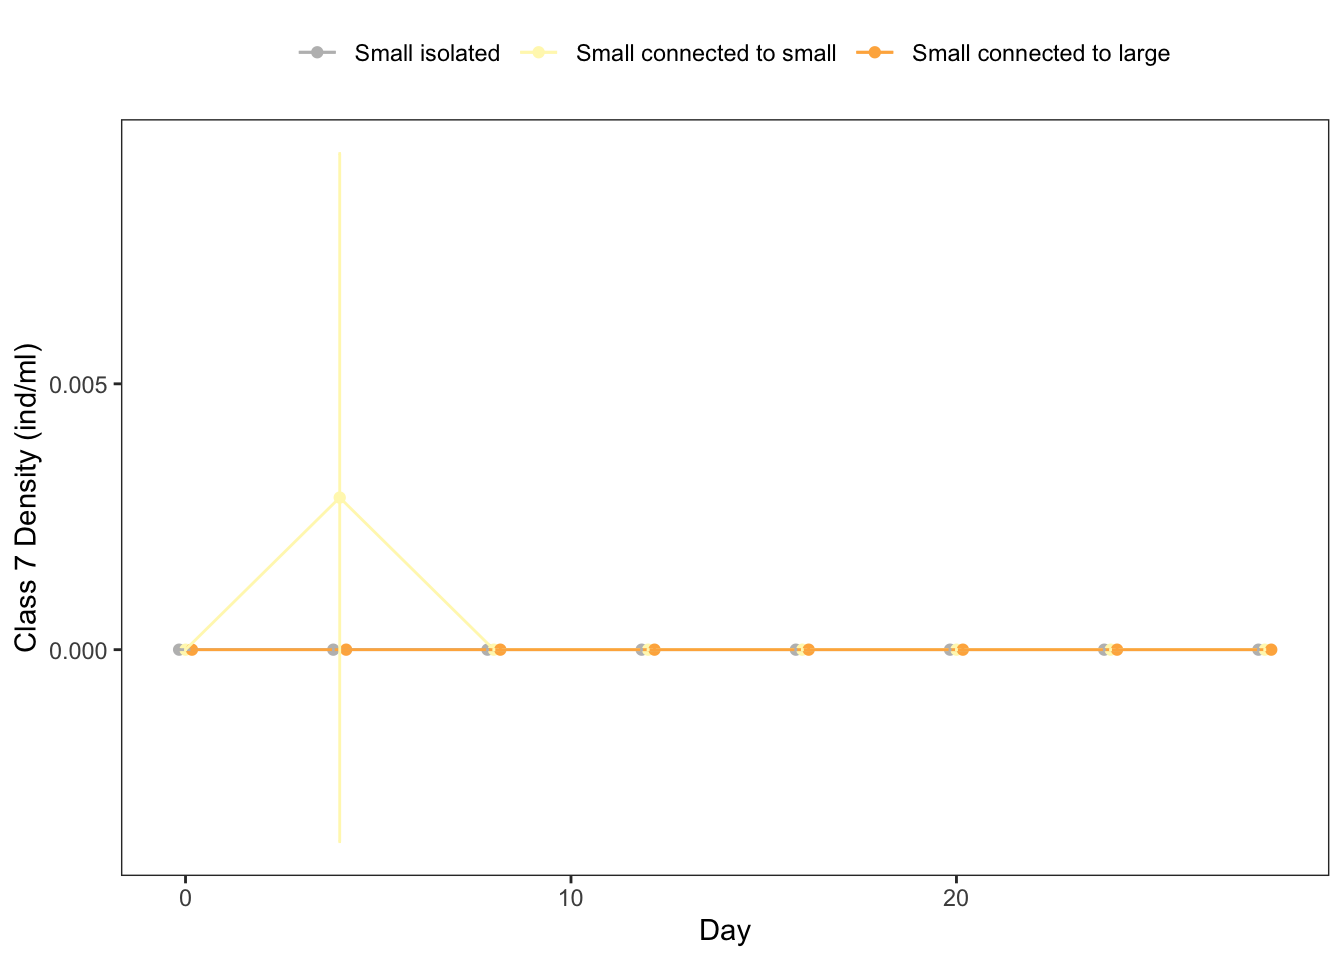 Small isolated Small connected to small Small connected to large
Class 7 Density (ind/ml)
0.005
0.000
0 10 20
Day